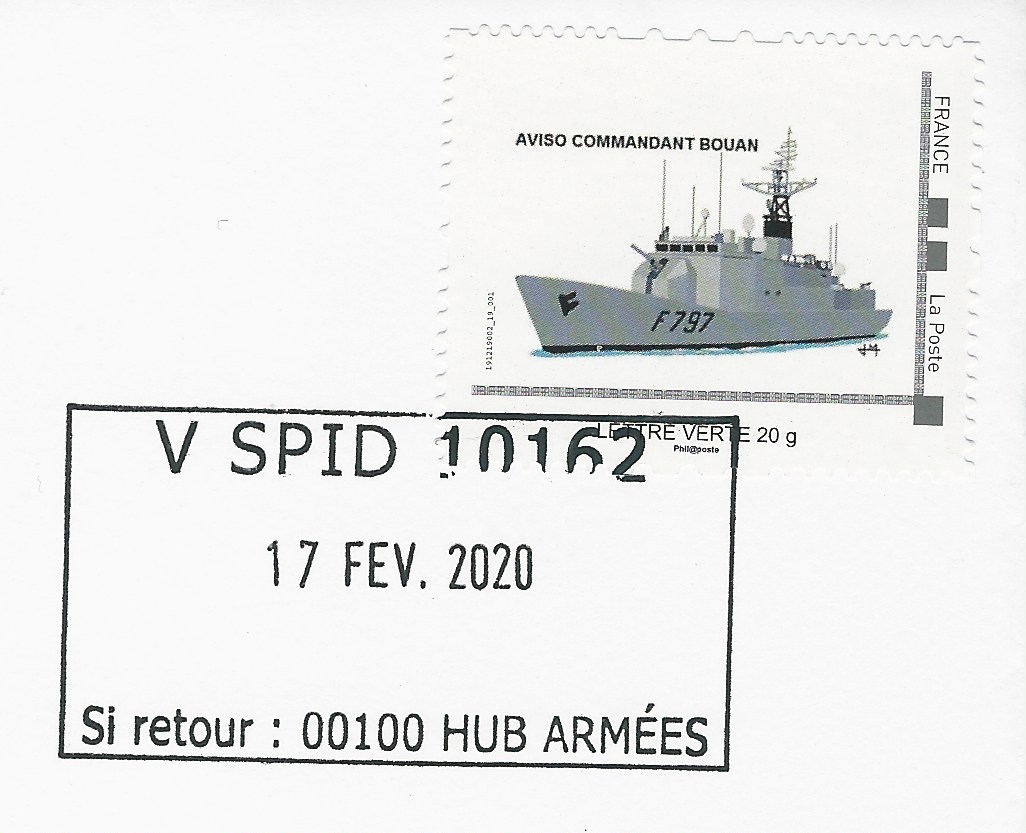 AVISO COMMANDANT BOUAN
F797
191219002_19_001
FRANCE
La Poste
LETTRE VERTE 20 g
Phil@poste
V SPID 10162
17 FEV. 2020
Si retour : 00100 HUB ARMÉES